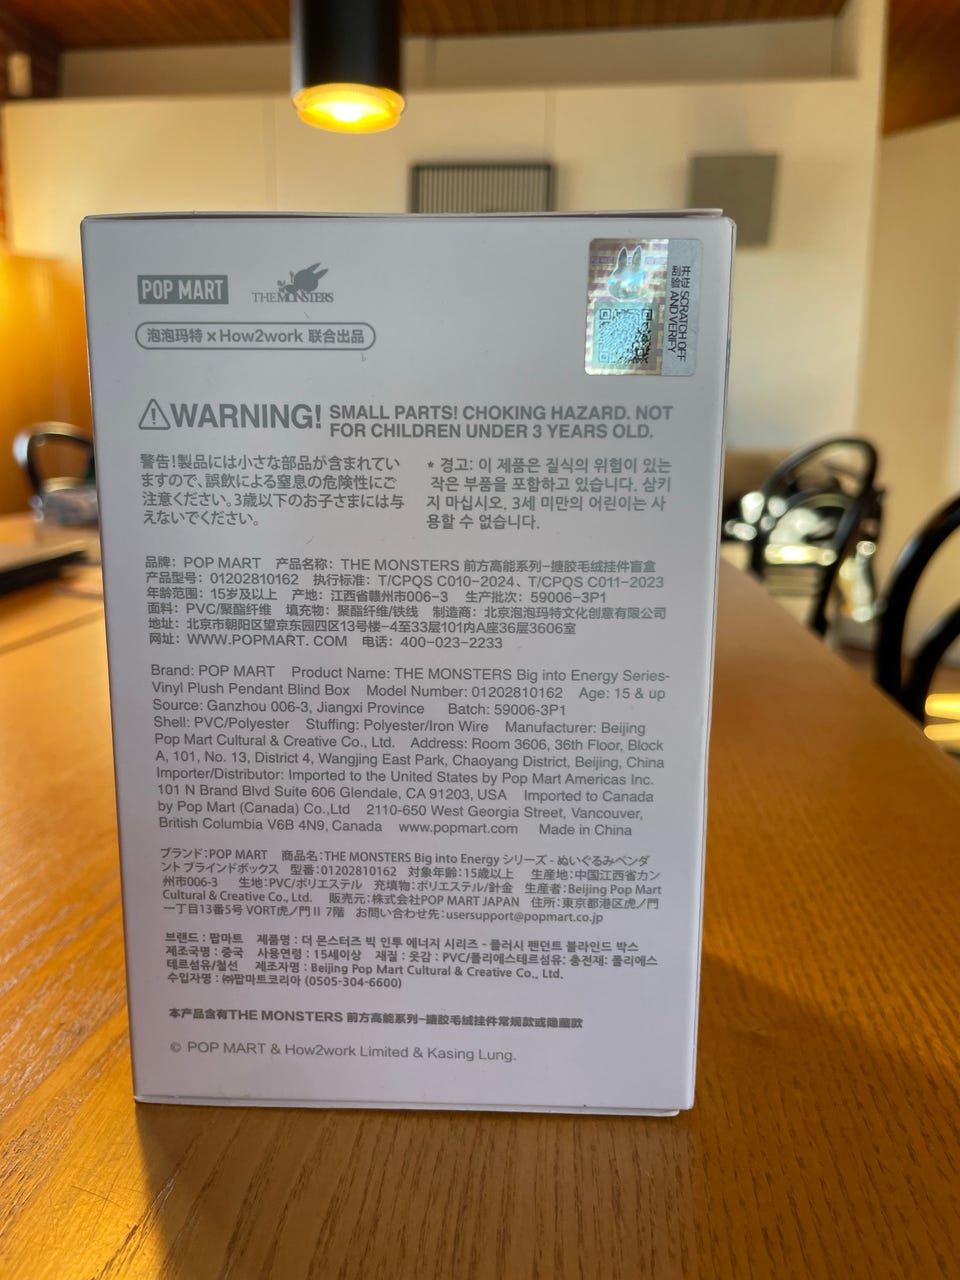 POP MART
THE MONSTERS
泡泡玛特 × How2work 联合出品
刮开 SCRATCH OFF
验证 AND VERIFY
WARNING!
SMALL PARTS! CHOKING HAZARD. NOT
FOR CHILDREN UNDER 3 YEARS OLD.
警告!製品には小さな部品が含まれてい
ますので、誤飲による窒息の危険性にご
注意ください。3歳以下のお子さまには与
えないでください。
* 경고: 이 제품은 질식의 위험이 있는
작은 부품을 포함하고 있습니다. 삼키
지 마십시오. 3세 미만의 어린이는 사
용할 수 없습니다.
品牌：POP MART 产品名称：THE MONSTERS 前方高能系列-搪胶毛绒挂件盲盒
产品型号：01202810162 执行标准：T/CPQS C010-2024、T/CPQS C011-2023
年龄范围：15岁及以上 产地：江西省赣州市006-3 生产批次：59006-3P1
面料：PVC/聚酯纤维 填充物：聚酯纤维/铁线 制造商：北京泡泡玛特文化创意有限公司
地址：北京市朝阳区望京东园四区13号楼-4至33层101内A座36层3606室
网址：WWW.POPMART.COM 电话：400-023-2233
Brand: POP MART Product Name: THE MONSTERS Big into Energy Series-
Vinyl Plush Pendant Blind Box Model Number: 01202810162 Age: 15 & up
Source: Ganzhou 006-3, Jiangxi Province Batch: 59006-3P1
Shell: PVC/Polyester Stuffing: Polyester/Iron Wire Manufacturer: Beijing
Pop Mart Cultural & Creative Co., Ltd. Address: Room 3606, 36th Floor, Block
A, 101, No. 13, District 4, Wangjing East Park, Chaoyang District, Beijing, China
Importer/Distributor: Imported to the United States by Pop Mart Americas Inc.
101 N Brand Blvd Suite 606 Glendale, CA 91203, USA Imported to Canada
by Pop Mart (Canada) Co.,Ltd 2110-650 West Georgia Street, Vancouver,
British Columbia V6B 4N9, Canada www.popmart.com Made in China
ブランド：POP MART 商品名：THE MONSTERS Big into Energy シリーズ - ぬいぐるみペンダ
ント ブラインドボックス 型番：01202810162 対象年齢：15歳以上 生産地：中国江西省カン
州市006-3 生地：PVC/ポリエステル 充填物：ポリエステル/針金 生産者：Beijing Pop Mart
Cultural & Creative Co., Ltd. 販売元：株式会社POP MART JAPAN 住所：東京都港区虎ノ門
一丁目13番5号 VORT虎ノ門Ⅱ 7階 お問い合わせ先：usersupport@popmart.co.jp
브랜드 : 팝마트 제품명 : 더 몬스터즈 빅 인투 에너지 시리즈 - 플러시 펜던트 블라인드 박스
제조국명 : 중국 사용연령 : 15세이상 재질 : 옷감 : PVC/폴리에스테르섬유: 충전재: 폴리에스
테르섬유/철선 제조자명 : Beijing Pop Mart Cultural & Creative Co., Ltd.
수입자명 : ㈜팝마트코리아 (0505-304-6600)
本产品含有THE MONSTERS 前方高能系列-搪胶毛绒挂件常规款或隐藏款
© POP MART & How2work Limited & Kasing Lung.